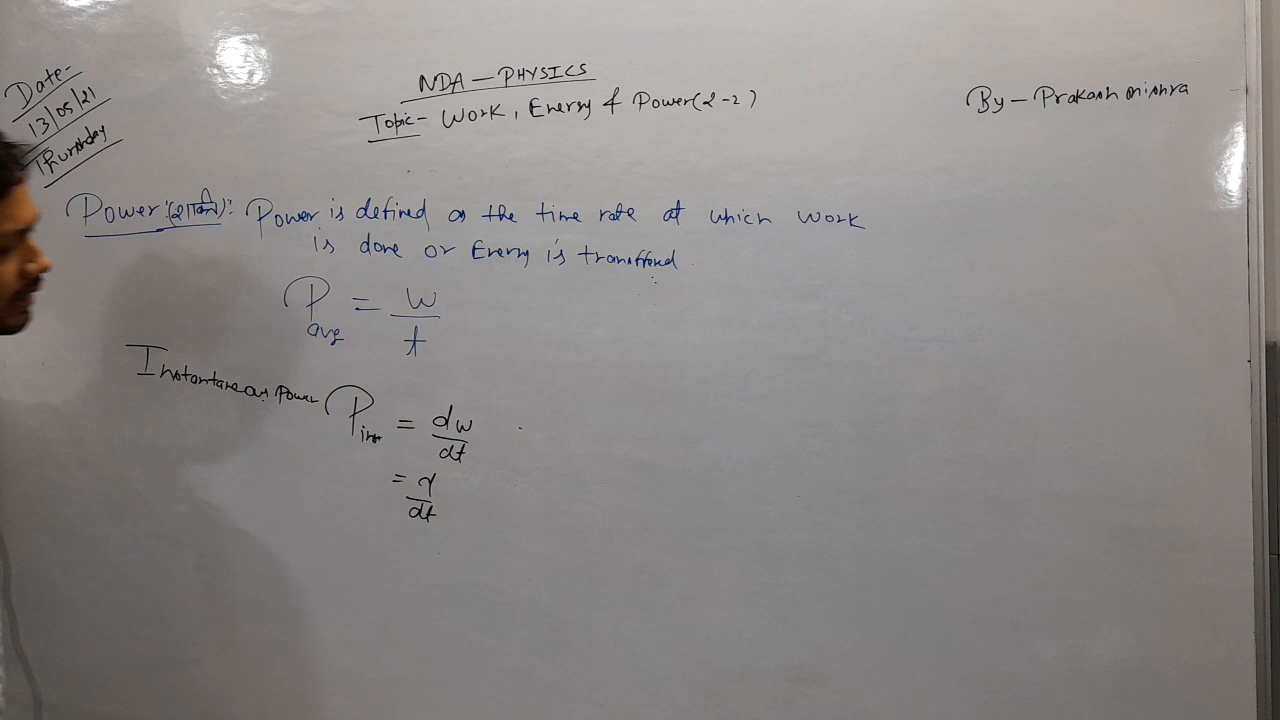 Date-
13/05/21
Thursday
NDA - PHYSICS
Topic - Work, Energy & Power (2-2)
By - Prakash mishra
Power: (शक्ति): Power is defined as the time rate at which work
is done or Energy is transffered.
P avg = W / t
Instantaneous Power P ins = dw / dt
= r / dt